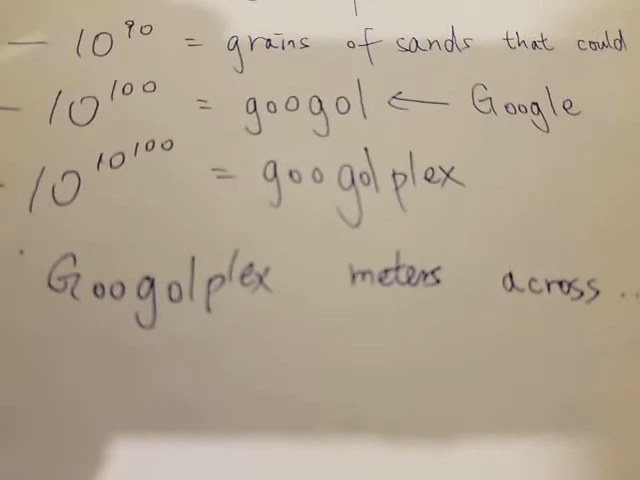 — 10^90 = grains of sands that could
— 10^100 = googol ← Google
- 10^10^100 = googolplex
Googolplex meters across...